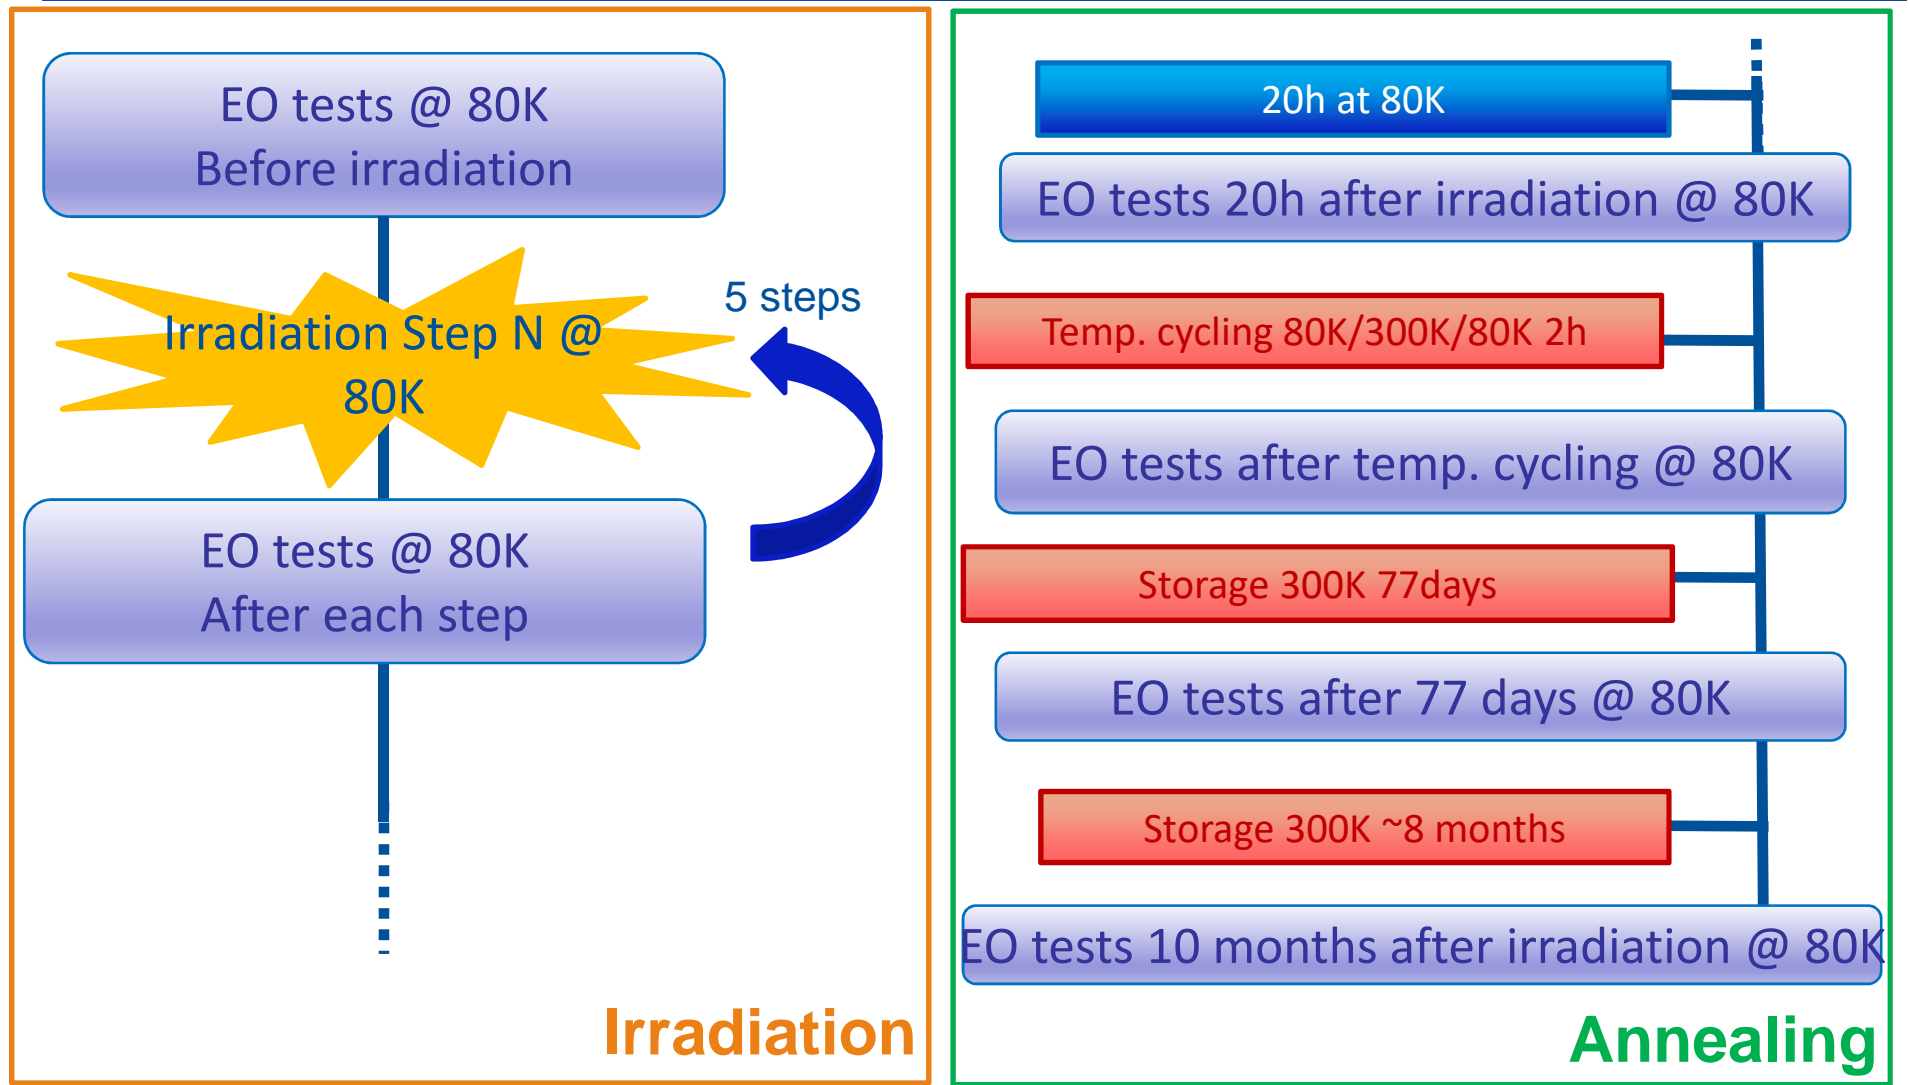 EO tests @ 80K
Before irradiation
5 steps
Irradiation Step N @
80K
EO tests @ 80K
After each step
Irradiation
20h at 80K
EO tests 20h after irradiation @ 80K
Temp. cycling 80K/300K/80K 2h
EO tests after temp. cycling @ 80K
Storage 300K 77days
EO tests after 77 days @ 80K
Storage 300K ~8 months
EO tests 10 months after irradiation @ 80K
Annealing